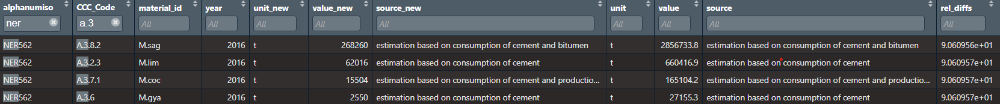 alphanumiso CCC_Code material_id year unit_new value_new source_new unit value source rel_diffs
ner a.3 All All All All All All All All All
NER562 A.3.8.2 M.sag 2016 t 268260 estimation based on consumption of cement and bitumen t 2856733.8 estimation based on consumption of cement and bitumen 9.060956e+01
NER562 A.3.2.3 M.lim 2016 t 62016 estimation based on consumption of cement t 660416.9 estimation based on consumption of cement 9.060957e+01
NER562 A.3.7.1 M.coc 2016 t 15504 estimation based on consumption of cement and productio... t 165104.2 estimation based on consumption of cement and productio... 9.060957e+01
NER562 A.3.6 M.gya 2016 t 2550 estimation based on consumption of cement t 27155.3 estimation based on consumption of cement 9.060957e+01